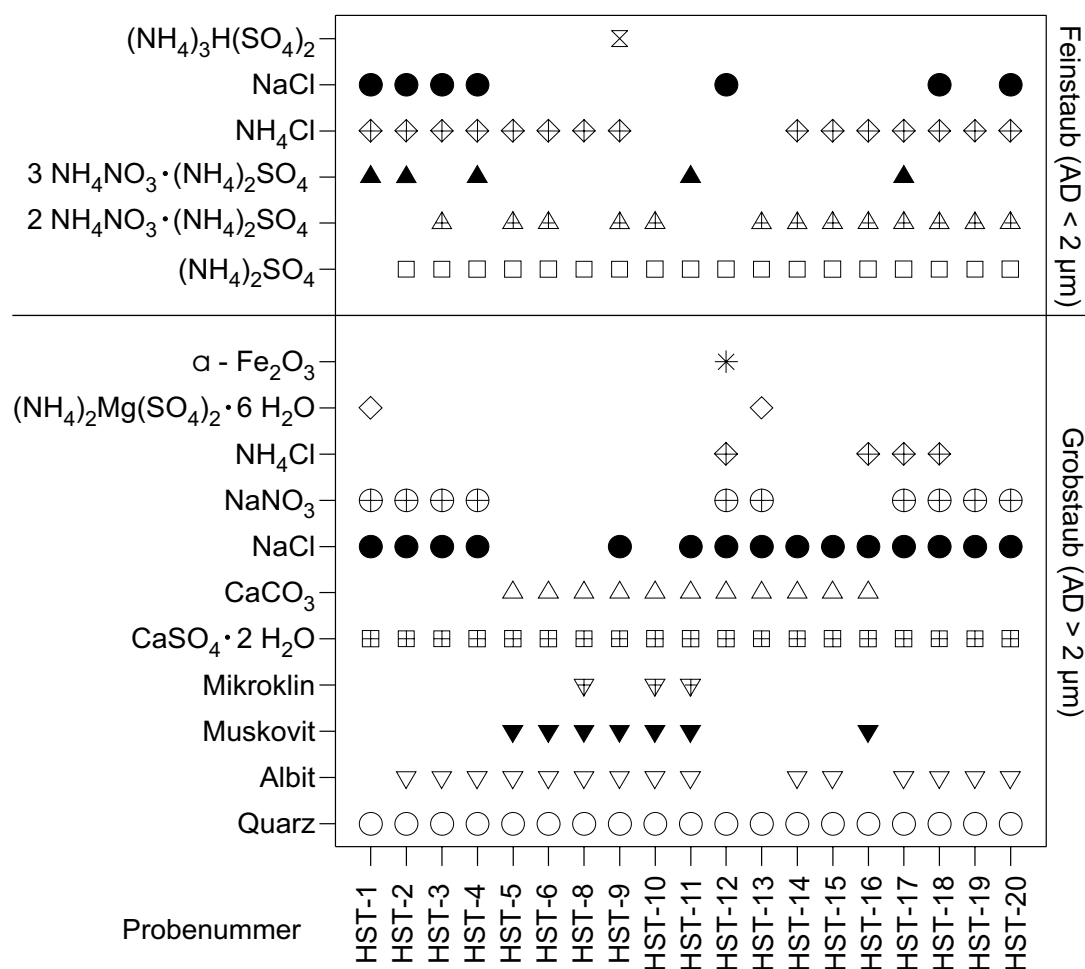 (NH₄)₃H(SO₄)₂
NaCl
NH₄Cl
3 NH₄NO₃·(NH₄)₂SO₄
2 NH₄NO₃·(NH₄)₂SO₄
(NH₄)₂SO₄
Feinstaub (AD < 2 µm)
α - Fe₂O₃
(NH₄)₂Mg(SO₄)₂·6 H₂O
NH₄Cl
NaNO₃
NaCl
CaCO₃
CaSO₄·2 H₂O
Mikroklin
Muskovit
Albit
Quarz
Grobstaub (AD > 2 µm)
Probenummer
HST-1
HST-2
HST-3
HST-4
HST-5
HST-6
HST-8
HST-9
HST-10
HST-11
HST-12
HST-13
HST-14
HST-15
HST-16
HST-17
HST-18
HST-19
HST-20